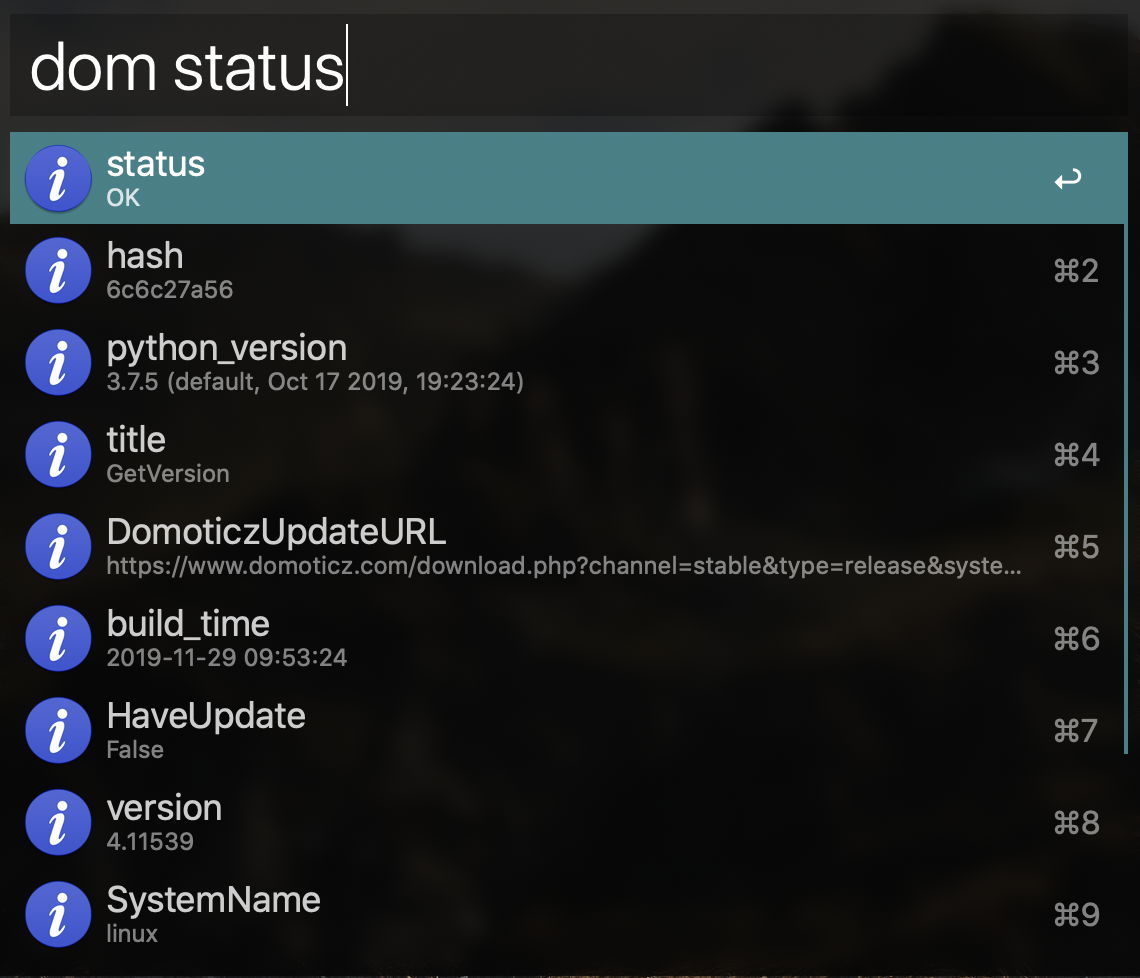 dom status
status
OK
↩
hash
6c6c27a56
⌘2
python_version
3.7.5 (default, Oct 17 2019, 19:23:24)
⌘3
title
GetVersion
⌘4
DomoticzUpdateURL
https://www.domoticz.com/download.php?channel=stable&type=release&syste...
⌘5
build_time
2019-11-29 09:53:24
⌘6
HaveUpdate
False
⌘7
version
4.11539
⌘8
SystemName
linux
⌘9